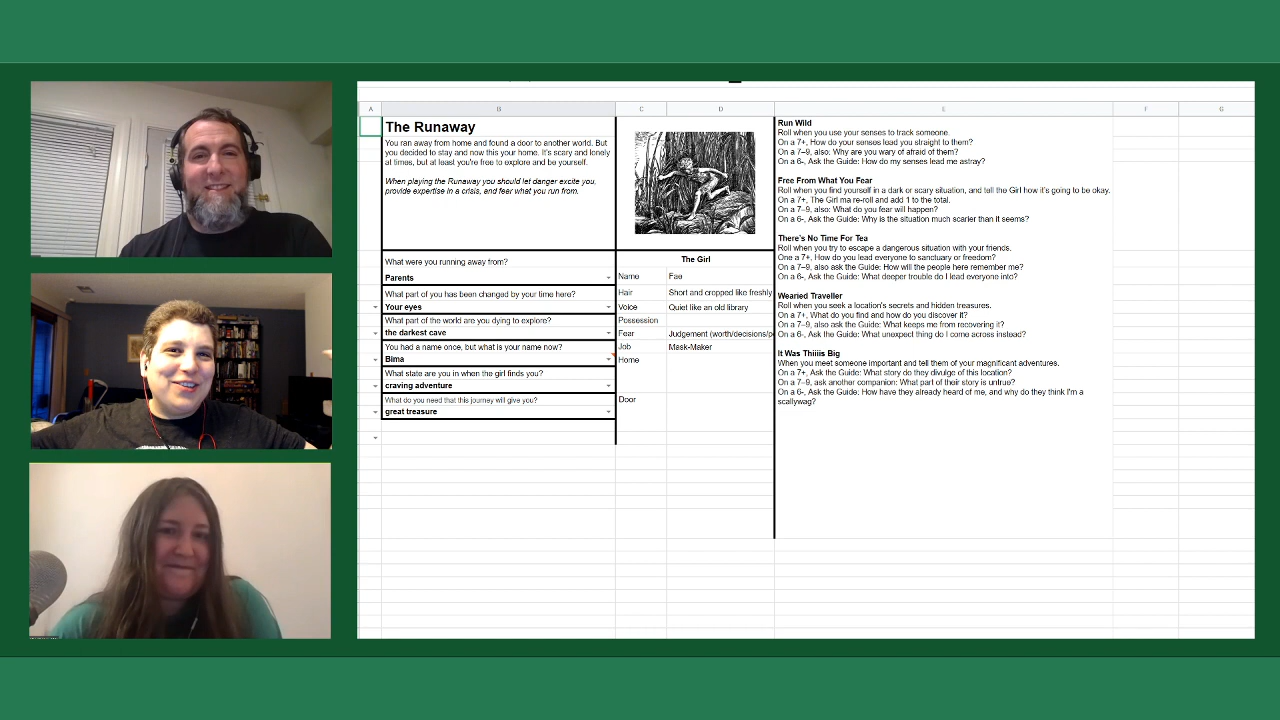 A B C D E F G
The Runaway
You ran away from home and found a door to another world. But
you decided to stay and now this your home. It's scary and lonely
at times, but at least you're free to explore and be yourself.
When playing the Runaway you should let danger excite you,
provide expertise in a crisis, and fear what you run from.
What were you running away from?
Parents
What part of you has been changed by your time here?
Your eyes
What part of the world are you dying to explore?
the darkest cave
You had a name once, but what is your name now?
Bima
What state are you in when the girl finds you?
craving adventure
What do you need that this journey will give you?
great treasure
The Girl
Name Fae
Hair Short and cropped like freshly
Voice Quiet like an old library
Possession
Fear Judgement (worth/decisions/p
Job Mask-Maker
Home
Door
Run Wild
Roll when you use your senses to track someone.
On a 7+, How do your senses lead you straight to them?
On a 7–9, also: Why are you wary of afraid of them?
On a 6-, Ask the Guide: How do my senses lead me astray?
Free From What You Fear
Roll when you find yourself in a dark or scary situation, and tell the Girl how it's going to be okay.
On a 7+, The Girl ma re-roll and add 1 to the total.
On a 7–9, also: What do you fear will happen?
On a 6-, Ask the Guide: Why is the situation much scarier than it seems?
There's No Time For Tea
Roll when you try to escape a dangerous situation with your friends.
One a 7+, How do you lead everyone to sanctuary or freedom?
On a 7–9, also ask the Guide: How will the people here remember me?
On a 6-, Ask the Guide: What deeper trouble do I lead everyone into?
Wearied Traveller
Roll when you seek a location's secrets and hidden treasures.
On a 7+, What do you find and how do you discover it?
On a 7–9, also ask the Guide: What keeps me from recovering it?
On a 6-, Ask the Guide: What unexpect thing do I come across instead?
It Was Thiiiis Big
When you meet someone important and tell them of your magnificent adventures.
On a 7+, Ask the Guide: What story do they divulge of this location?
On a 7–9, ask another companion: What part of their story is untrue?
On a 6-, Ask the Guide: How have they already heard of me, and why do they think I'm a
scallywag?